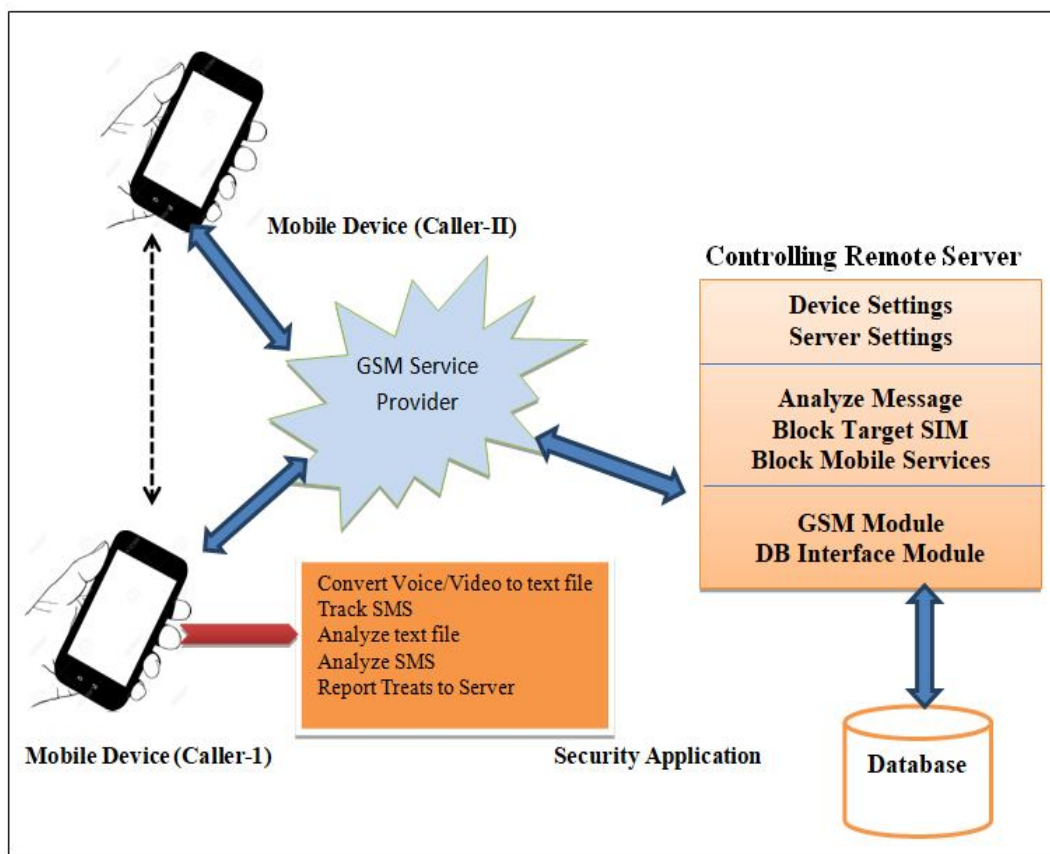 Mobile Device (Caller-II)
GSM Service
Provider
Controlling Remote Server
Device Settings
Server Settings
Analyze Message
Block Target SIM
Block Mobile Services
GSM Module
DB Interface Module
Convert Voice/Video to text file
Track SMS
Analyze text file
Analyze SMS
Report Treats to Server
Mobile Device (Caller-1)
Security Application
Database